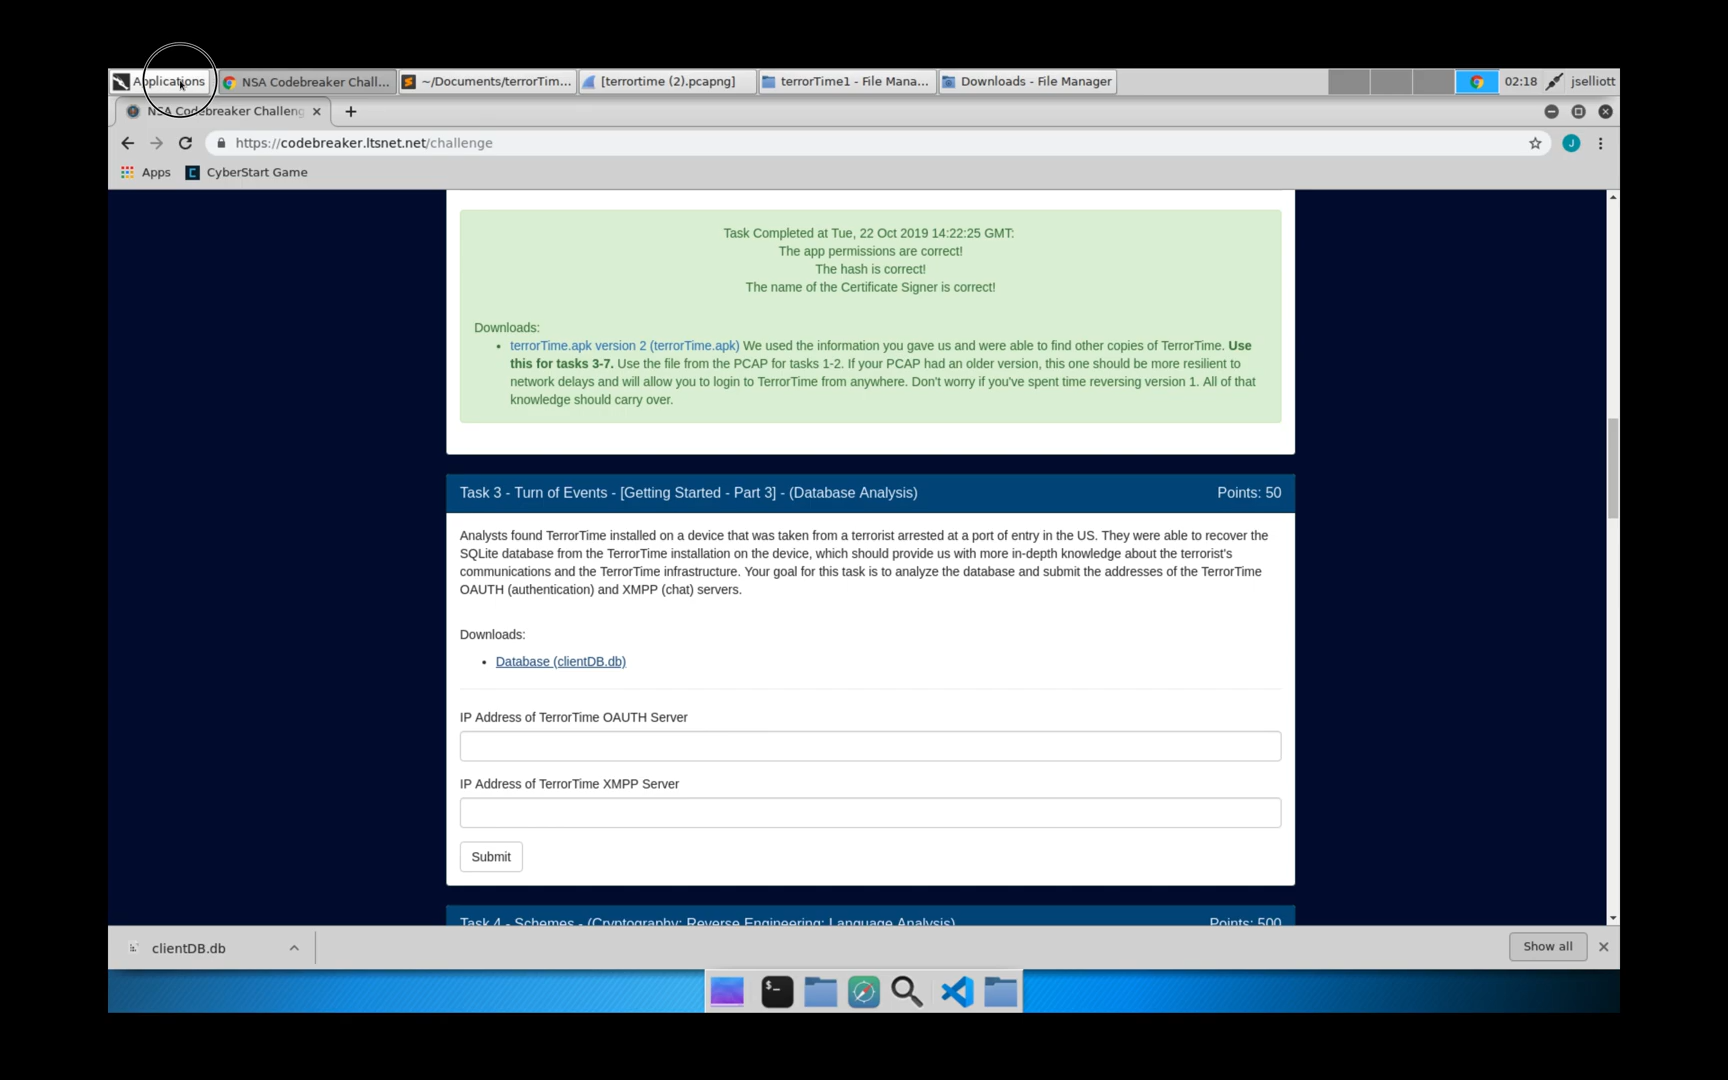 Applications
NSA Codebreaker Chall...
~/Documents/terrorTim...
[terrortime (2).pcapng]
terrorTime1 - File Mana...
Downloads - File Manager
02:18
jselliott
NSA Codebreaker Challeng
https://codebreaker.ltsnet.net/challenge
J
Apps
CyberStart Game
Task Completed at Tue, 22 Oct 2019 14:22:25 GMT:
The app permissions are correct!
The hash is correct!
The name of the Certificate Signer is correct!
Downloads:
• terrorTime.apk version 2 (terrorTime.apk) We used the information you gave us and were able to find other copies of TerrorTime. Use
this for tasks 3-7. Use the file from the PCAP for tasks 1-2. If your PCAP had an older version, this one should be more resilient to
network delays and will allow you to login to TerrorTime from anywhere. Don't worry if you've spent time reversing version 1. All of that
knowledge should carry over.
Task 3 - Turn of Events - [Getting Started - Part 3] - (Database Analysis)
Points: 50
Analysts found TerrorTime installed on a device that was taken from a terrorist arrested at a port of entry in the US. They were able to recover the
SQLite database from the TerrorTime installation on the device, which should provide us with more in-depth knowledge about the terrorist's
communications and the TerrorTime infrastructure. Your goal for this task is to analyze the database and submit the addresses of the TerrorTime
OAUTH (authentication) and XMPP (chat) servers.
Downloads:
• Database (clientDB.db)
IP Address of TerrorTime OAUTH Server
IP Address of TerrorTime XMPP Server
Submit
Task 4 - Schemes - (Cryptography; Reverse Engineering; Language Analysis)
Points: 500
clientDB.db
Show all
$_